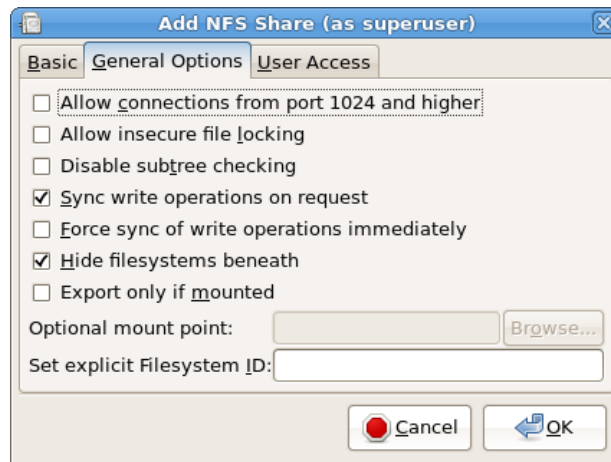 Add NFS Share (as superuser)
Basic General Options User Access
Allow connections from port 1024 and higher
Allow insecure file locking
Disable subtree checking
Sync write operations on request
Force sync of write operations immediately
Hide filesystems beneath
Export only if mounted
Optional mount point: Browse...
Set explicit Filesystem ID:
Cancel OK